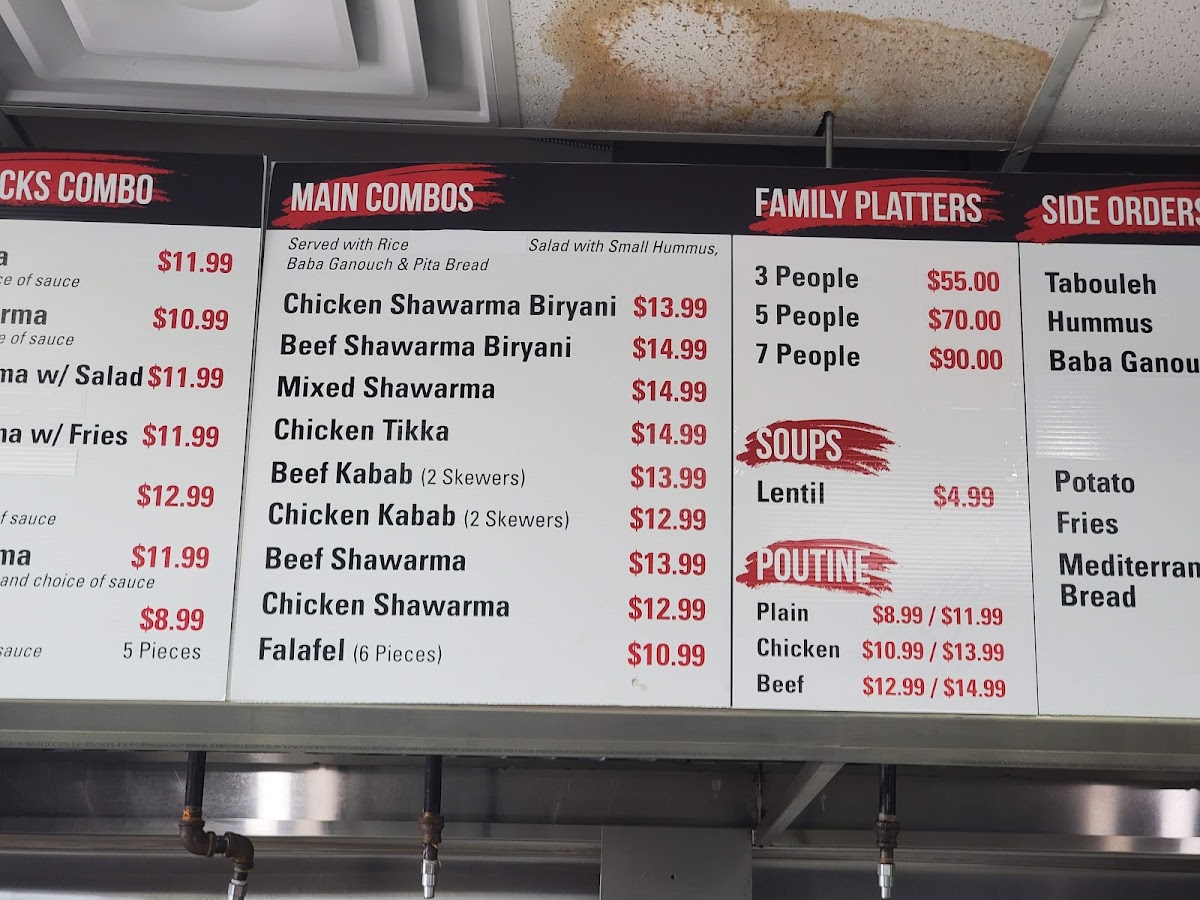 CKS COMBO
$11.99
ce of sauce
rma $10.99
e of sauce
ma w/ Salad $11.99
ma w/ Fries $11.99
$12.99
f sauce
ma $11.99
and choice of sauce
$8.99
sauce 5 Pieces
MAIN COMBOS
Served with Rice Salad with Small Hummus,
Baba Ganouch & Pita Bread
Chicken Shawarma Biryani $13.99
Beef Shawarma Biryani $14.99
Mixed Shawarma $14.99
Chicken Tikka $14.99
Beef Kabab (2 Skewers) $13.99
Chicken Kabab (2 Skewers) $12.99
Beef Shawarma $13.99
Chicken Shawarma $12.99
Falafel (6 Pieces) $10.99
FAMILY PLATTERS
3 People $55.00
5 People $70.00
7 People $90.00
SOUPS
Lentil $4.99
POUTINE
Plain $8.99 / $11.99
Chicken $10.99 / $13.99
Beef $12.99 / $14.99
SIDE ORDERS
Tabouleh
Hummus
Baba Ganou
Potato
Fries
Mediterran
Bread